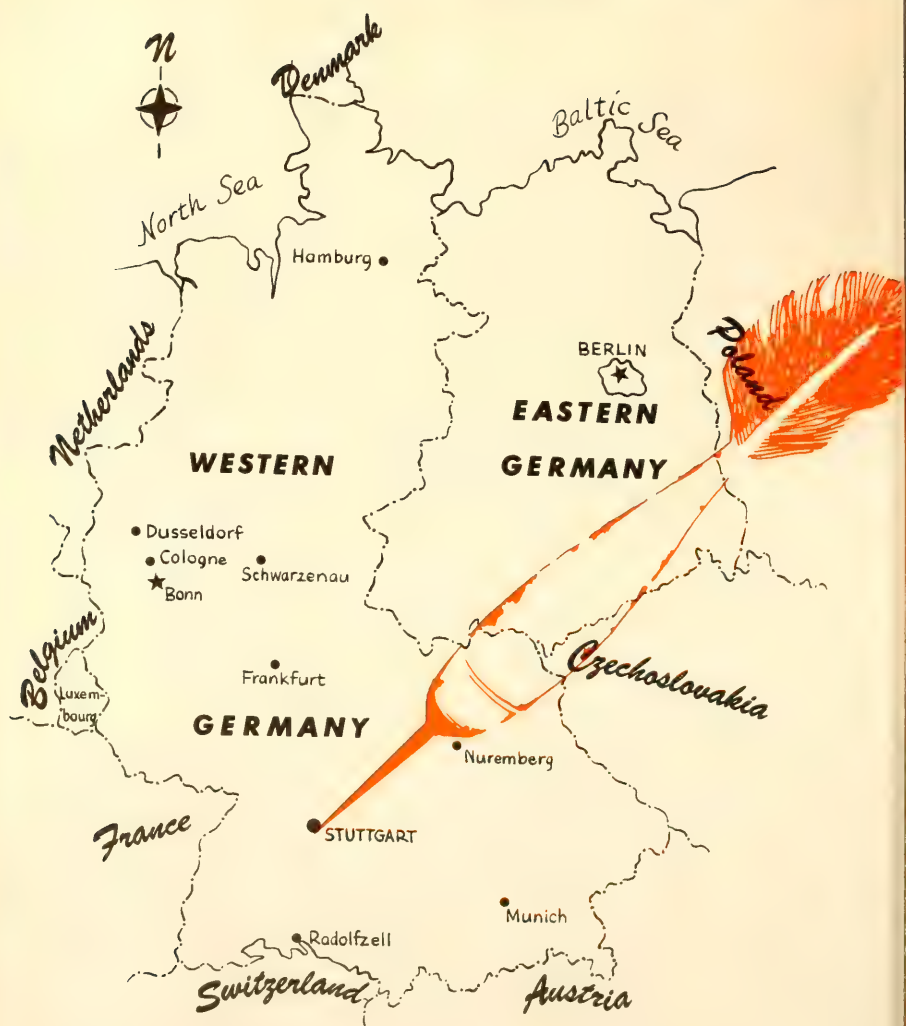 N
Denmark
Baltic Sea
North Sea
Hamburg
Netherlands
Poland
BERLIN
EASTERN
GERMANY
WESTERN
Dusseldorf
Cologne
Schwarzenau
Bonn
Belgium
Luxem-
bourg
Frankfurt
Czechoslovakia
GERMANY
Nuremberg
France
STUTTGART
Munich
Radolfzell
Switzerland
Austria